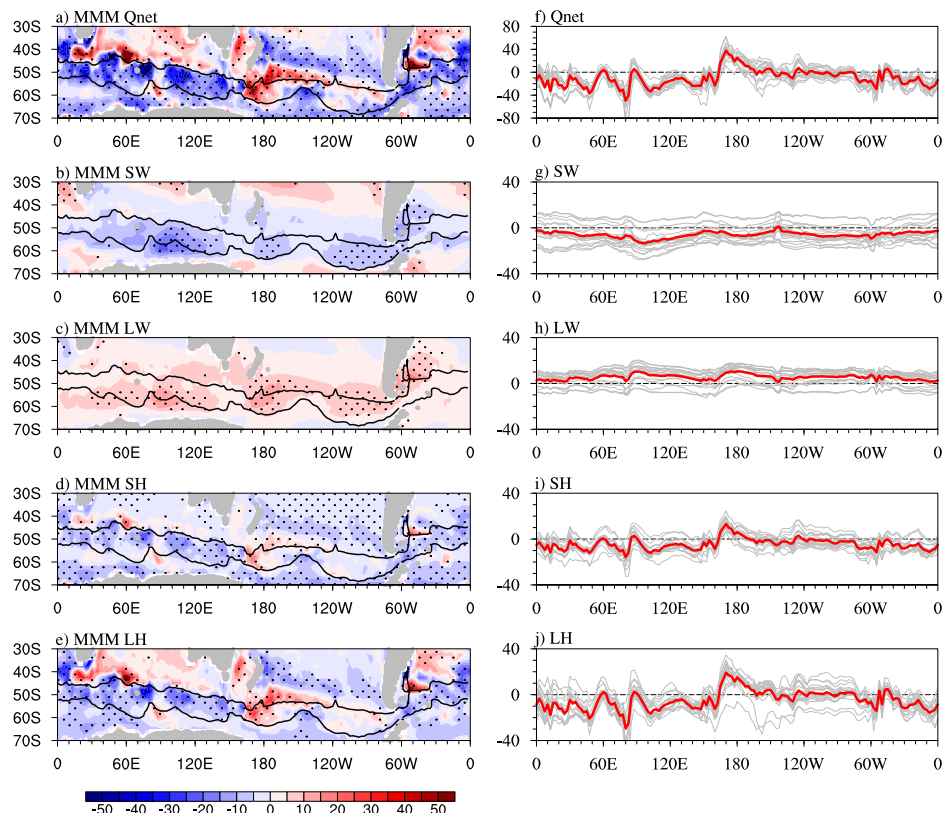 a) MMM Qnet
30S
40S
50S
60S
70S
0 60E 120E 180 120W 60W 0
f) Qnet
80
40
0
-40
-80
0 60E 120E 180 120W 60W 0
b) MMM SW
30S
40S
50S
60S
70S
0 60E 120E 180 120W 60W 0
g) SW
40
0
-40
0 60E 120E 180 120W 60W 0
c) MMM LW
30S
40S
50S
60S
70S
0 60E 120E 180 120W 60W 0
h) LW
40
0
-40
0 60E 120E 180 120W 60W 0
d) MMM SH
30S
40S
50S
60S
70S
0 60E 120E 180 120W 60W 0
i) SH
40
0
-40
0 60E 120E 180 120W 60W 0
e) MMM LH
30S
40S
50S
60S
70S
0 60E 120E 180 120W 60W 0
j) LH
40
0
-40
0 60E 120E 180 120W 60W 0
-50 -40 -30 -20 -10 0 10 20 30 40 50